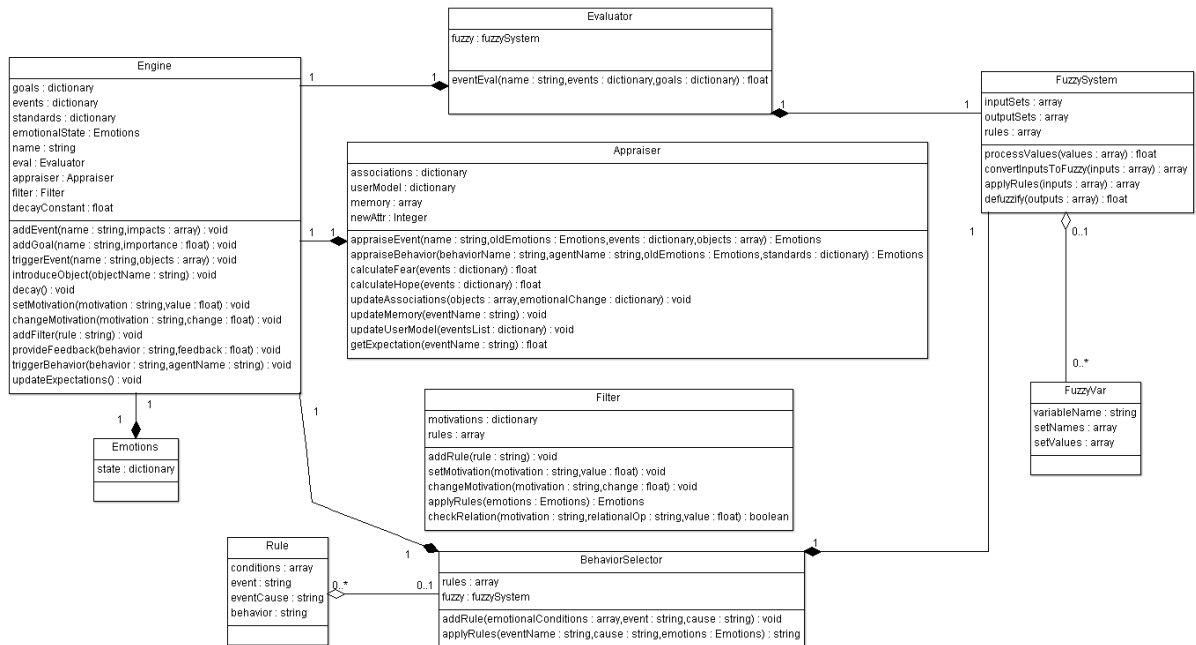 Evaluator
fuzzy : fuzzySystem
eventEval(name : string,events : dictionary,goals : dictionary) : float
Engine
goals : dictionary
events : dictionary
standards : dictionary
emotionalState : Emotions
name : string
eval : Evaluator
appraiser : Appraiser
filter : Filter
decayConstant : float
addEvent(name : string,impacts : array) : void
addGoal(name : string,importance : float) : void
triggerEvent(name : string,objects : array) : void
introduceObject(objectName : string) : void
decay() : void
setMotivation(motivation : string,value : float) : void
changeMotivation(motivation : string,change : float) : void
addFilter(rule : string) : void
provideFeedback(behavior : string,feedback : float) : void
triggerBehavior(behavior : string,agentName : string) : void
updateExpectations() : void
1
1
1
1
FuzzySystem
inputSets : array
outputSets : array
rules : array
processValues(values : array) : float
convertInputsToFuzzy(inputs : array) : array
applyRules(inputs : array) : array
defuzzify(outputs : array) : float
Appraiser
associations : dictionary
userModel : dictionary
memory : array
newAttr : Integer
appraiseEvent(name : string,oldEmotions : Emotions,events : dictionary,objects : array) : Emotions
appraiseBehavior(behaviorName : string,agentName : string,oldEmotions : Emotions,standards : dictionary) : Emotions
calculateFear(events : dictionary) : float
calculateHope(events : dictionary) : float
updateAssociations(objects : array,emotionalChange : dictionary) : void
updateMemory(eventName : string) : void
updateUserModel(eventsList : dictionary) : void
getExpectation(eventName : string) : float
1
1
1
0..1
0..*
FuzzyVar
variableName : string
setNames : array
setValues : array
1
1
1
Emotions
state : dictionary
Filter
motivations : dictionary
rules : array
addRule(rule : string) : void
setMotivation(motivation : string,value : float) : void
changeMotivation(motivation : string,change : float) : void
applyRules(emotions : Emotions) : Emotions
checkRelation(motivation : string,relationalOp : string,value : float) : boolean
1
1
Rule
conditions : array
event : string
eventCause : string
behavior : string
0..*
0..1
BehaviorSelector
rules : array
fuzzy : fuzzySystem
addRule(emotionalConditions : array,event : string,cause : string) : void
applyRules(eventName : string,cause : string,emotions : Emotions) : string